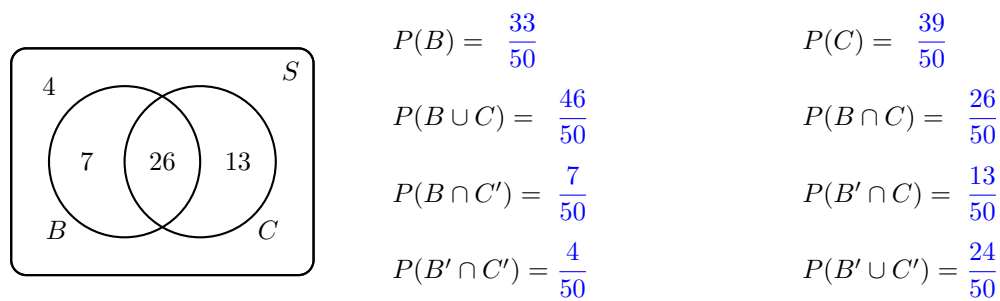 4 S
7 26 13
B C
P(B) = 33/50
P(C) = 39/50
P(B ∪ C) = 46/50
P(B ∩ C) = 26/50
P(B ∩ C′) = 7/50
P(B′ ∩ C) = 13/50
P(B′ ∩ C′) = 4/50
P(B′ ∪ C′) = 24/50